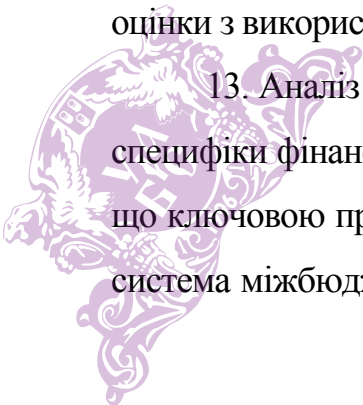 оцінки з викорис
13. Аналіз
специфіки фінан
що ключовою пр
система міжбюдж